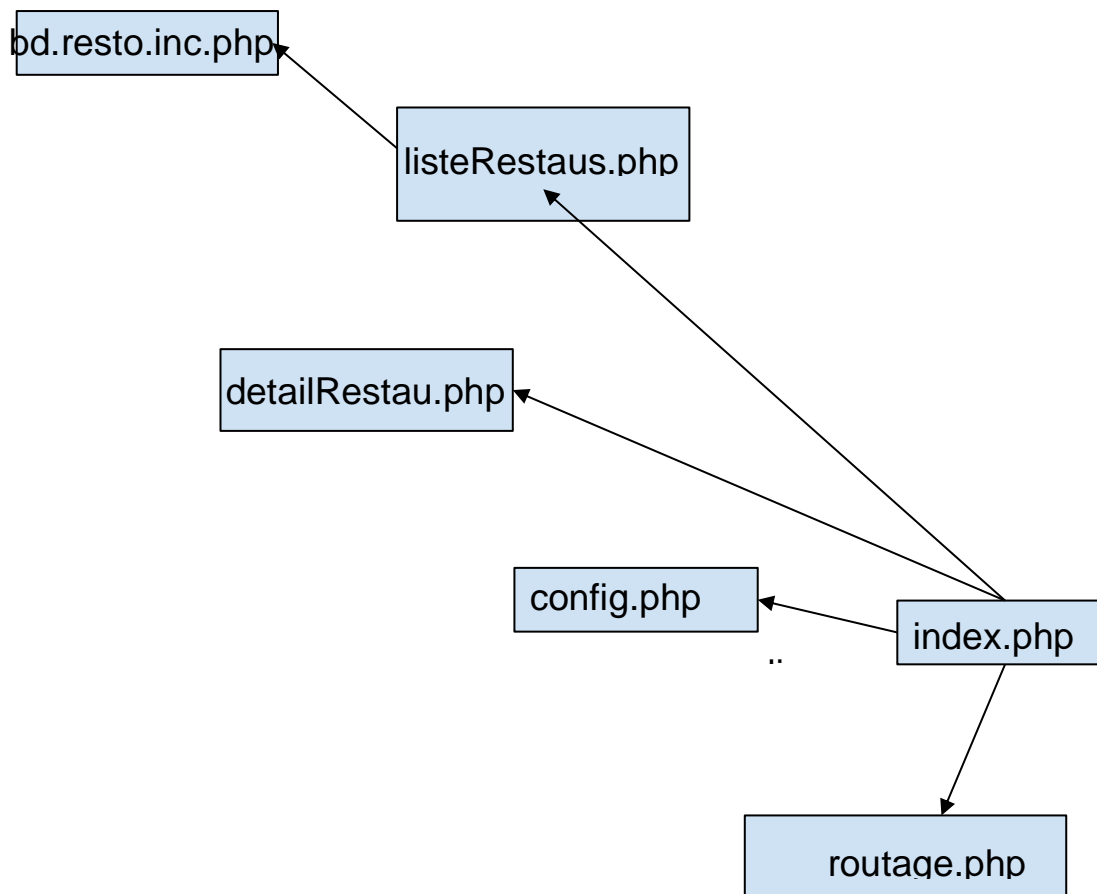 bd.resto.inc.php
listeRestaus.php
detailRestau.php
config.php
index.php
..
routage.php